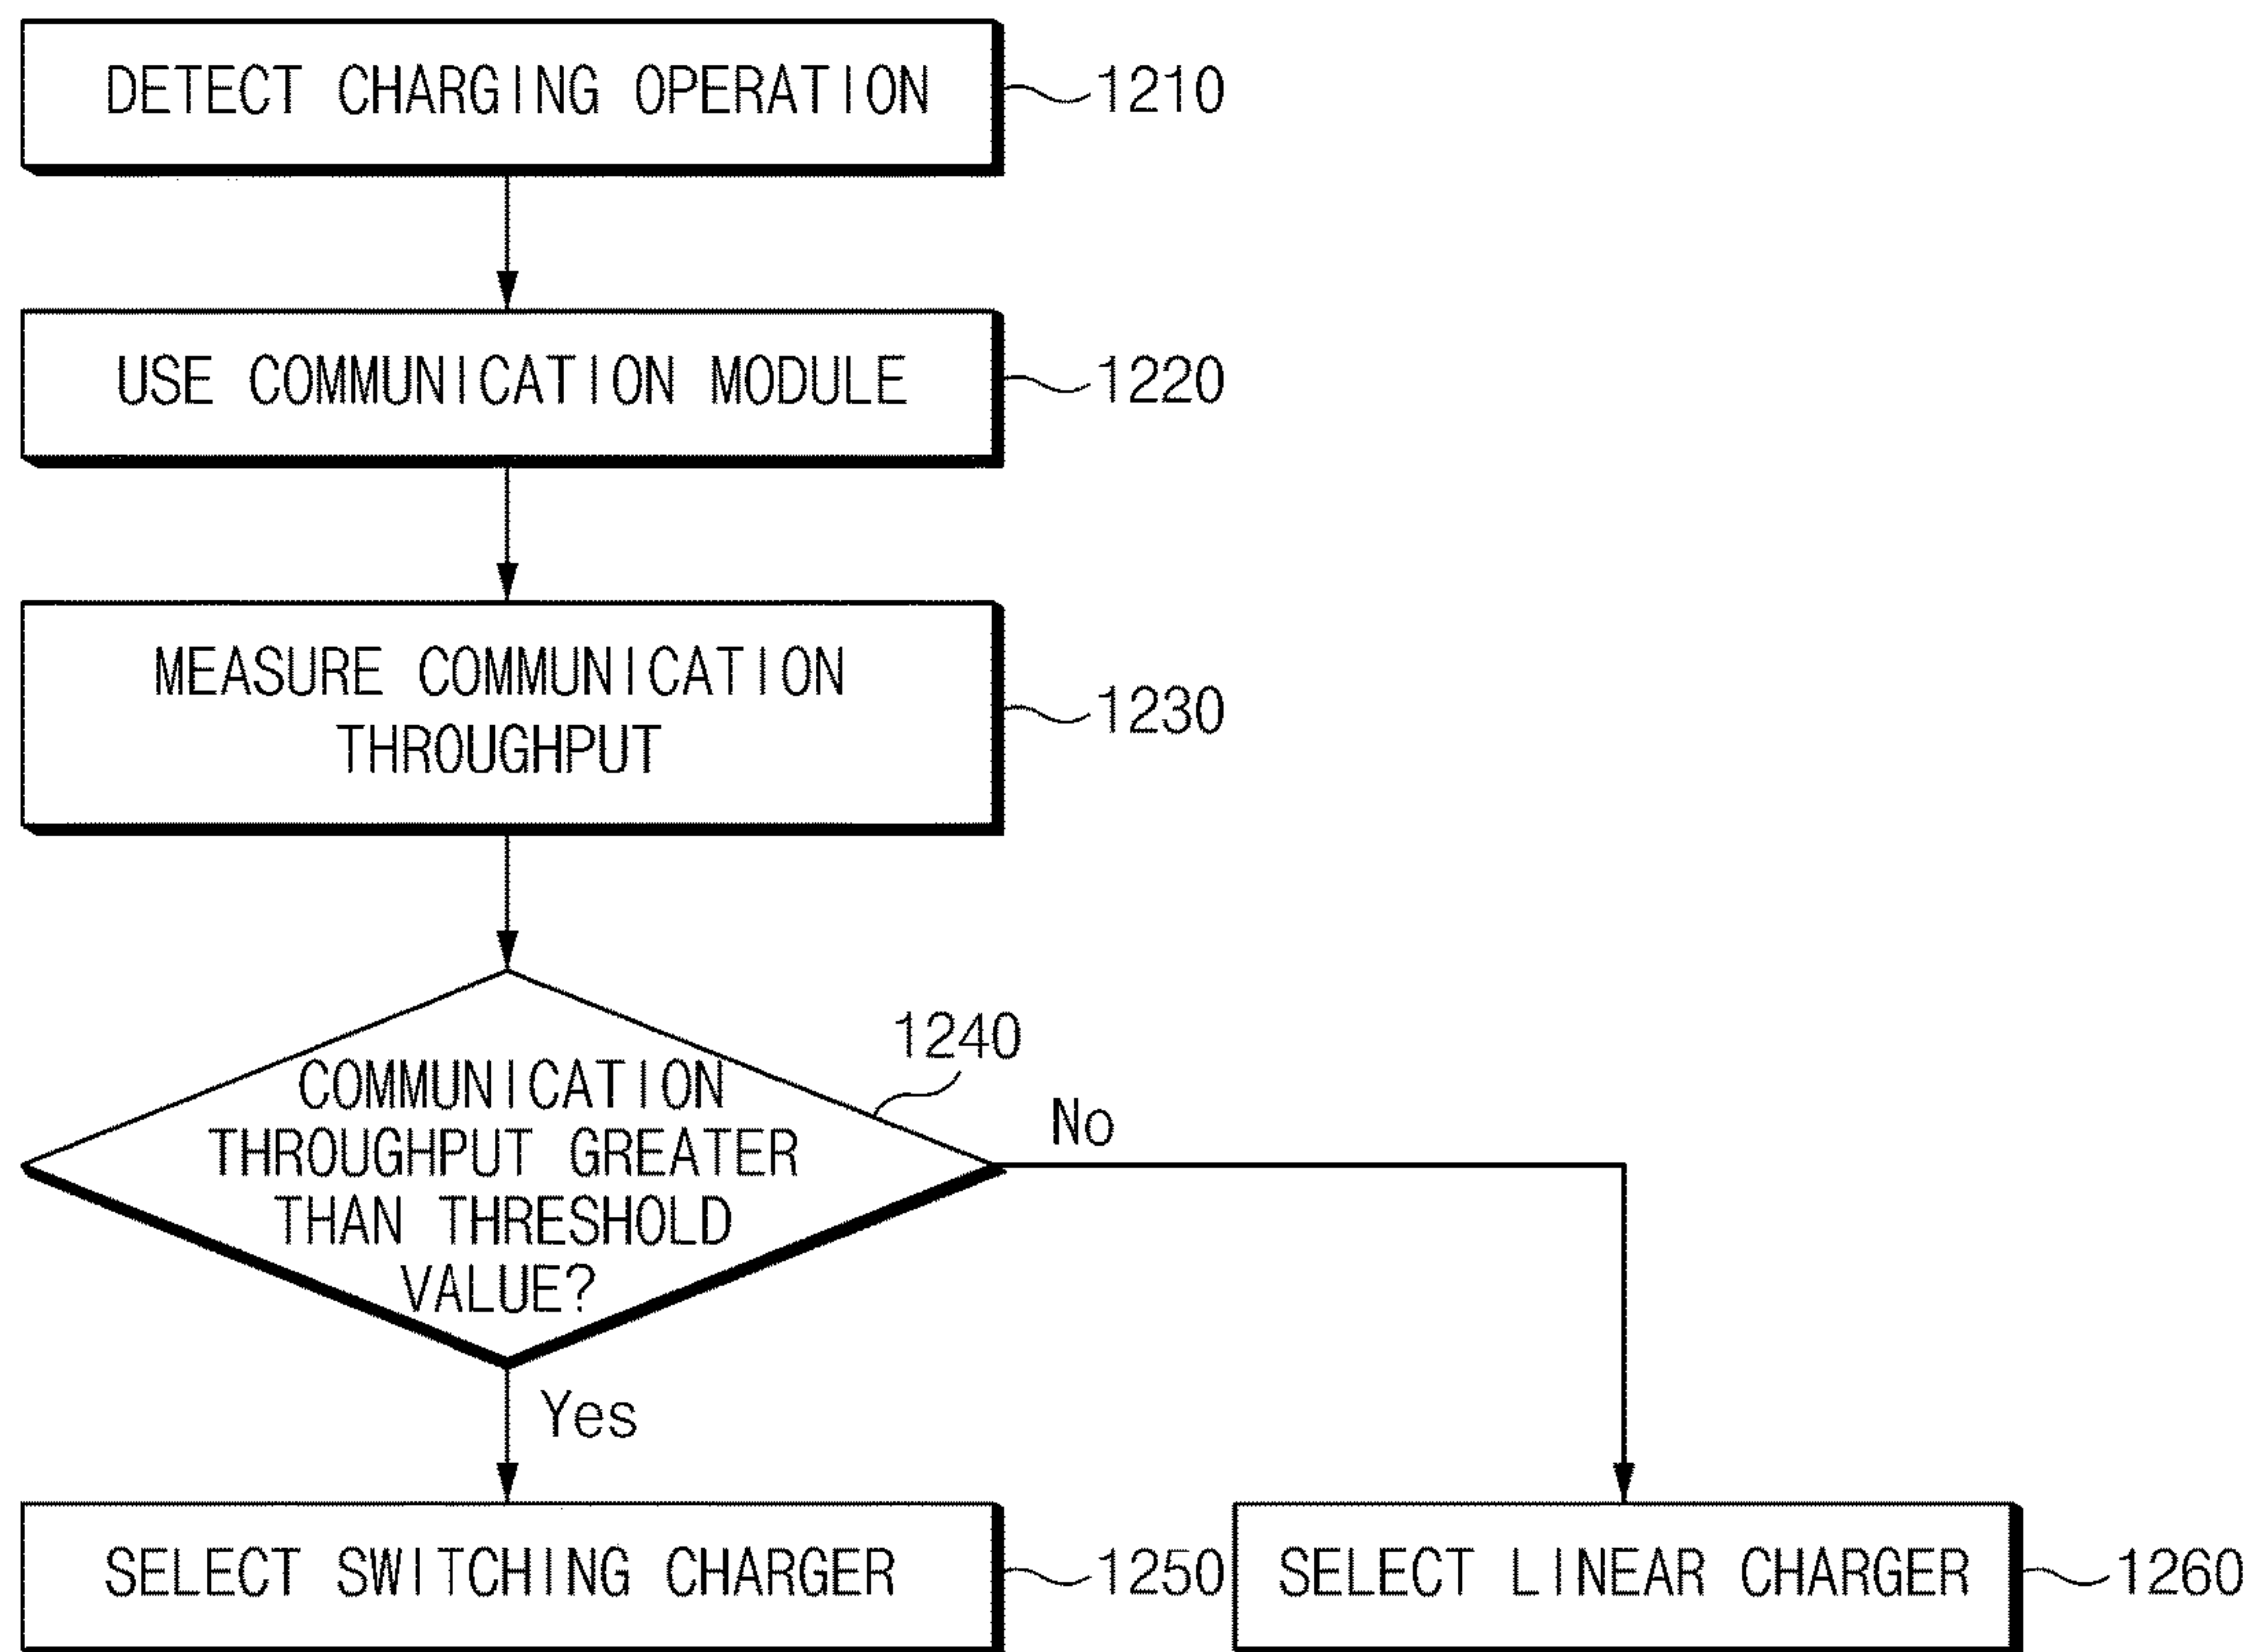 DETECT CHARGING OPERATION
1210
USE COMMUNICATION MODULE
1220
MEASURE COMMUNICATION
THROUGHPUT
1230
1240
COMMUNICATION
THROUGHPUT GREATER
THAN THRESHOLD
VALUE?
No
Yes
SELECT SWITCHING CHARGER
1250
SELECT LINEAR CHARGER
1260